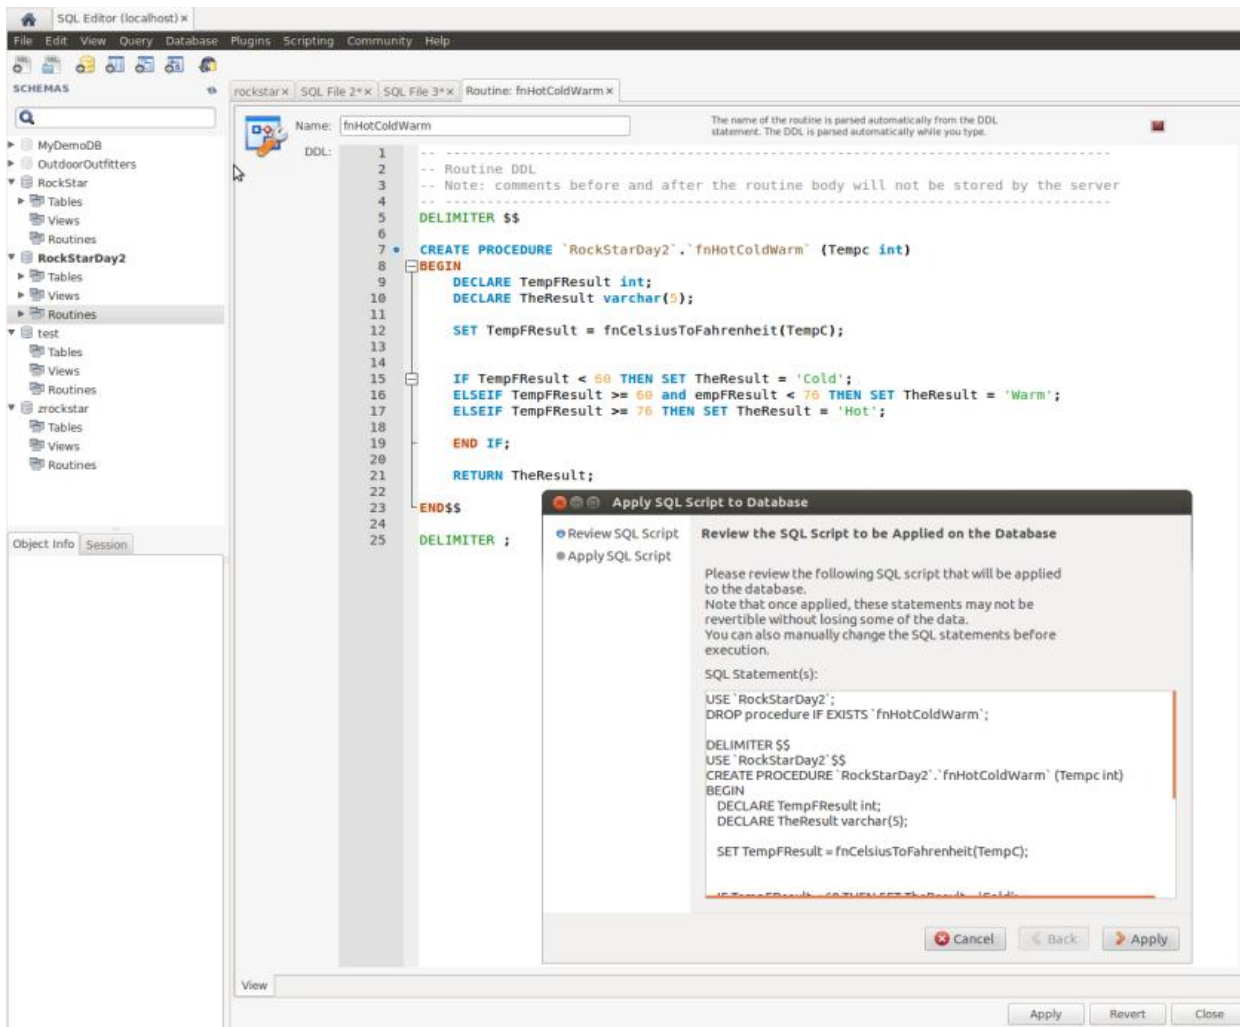 SQL Editor (localhost) ×
File Edit View Query Database Plugins Scripting Community Help
SCHEMAS
MyDemoDB
OutdoorOutfitters
RockStar
Tables
Views
Routines
RockStarDay2
Tables
Views
Routines
test
Tables
Views
Routines
zrockstar
Tables
Views
Routines
Object Info Session
rockstar × SQL File 2* × SQL File 3* × Routine: fnHotColdWarm ×
Name: fnHotColdWarm
The name of the routine is parsed automatically from the DDL
statement. The DDL is parsed automatically while you type.
DDL:
1 -- ----------------------------------------------------------------------------------
2 -- Routine DDL
3 -- Note: comments before and after the routine body will not be stored by the server
4 -- ----------------------------------------------------------------------------------
5 DELIMITER $$
6
7 CREATE PROCEDURE `RockStarDay2`.`fnHotColdWarm` (Tempc int)
8 BEGIN
9 DECLARE TempFResult int;
10 DECLARE TheResult varchar(5);
11
12 SET TempFResult = fnCelsiusToFahrenheit(TempC);
13
14
15 IF TempFResult < 60 THEN SET TheResult = 'Cold';
16 ELSEIF TempFResult >= 60 and empFResult < 76 THEN SET TheResult = 'Warm';
17 ELSEIF TempFResult >= 76 THEN SET TheResult = 'Hot';
18
19 END IF;
20
21 RETURN TheResult;
22
23 END$$
24
25 DELIMITER ;
Apply SQL Script to Database
Review SQL Script
Apply SQL Script
Review the SQL Script to be Applied on the Database
Please review the following SQL script that will be applied
to the database.
Note that once applied, these statements may not be
revertible without losing some of the data.
You can also manually change the SQL statements before
execution.
SQL Statement(s):
USE `RockStarDay2`;
DROP procedure IF EXISTS `fnHotColdWarm`;
DELIMITER $$
USE `RockStarDay2`$$
CREATE PROCEDURE `RockStarDay2`.`fnHotColdWarm` (Tempc int)
BEGIN
DECLARE TempFResult int;
DECLARE TheResult varchar(5);
SET TempFResult = fnCelsiusToFahrenheit(TempC);
Cancel Back Apply
View
Apply Revert Close